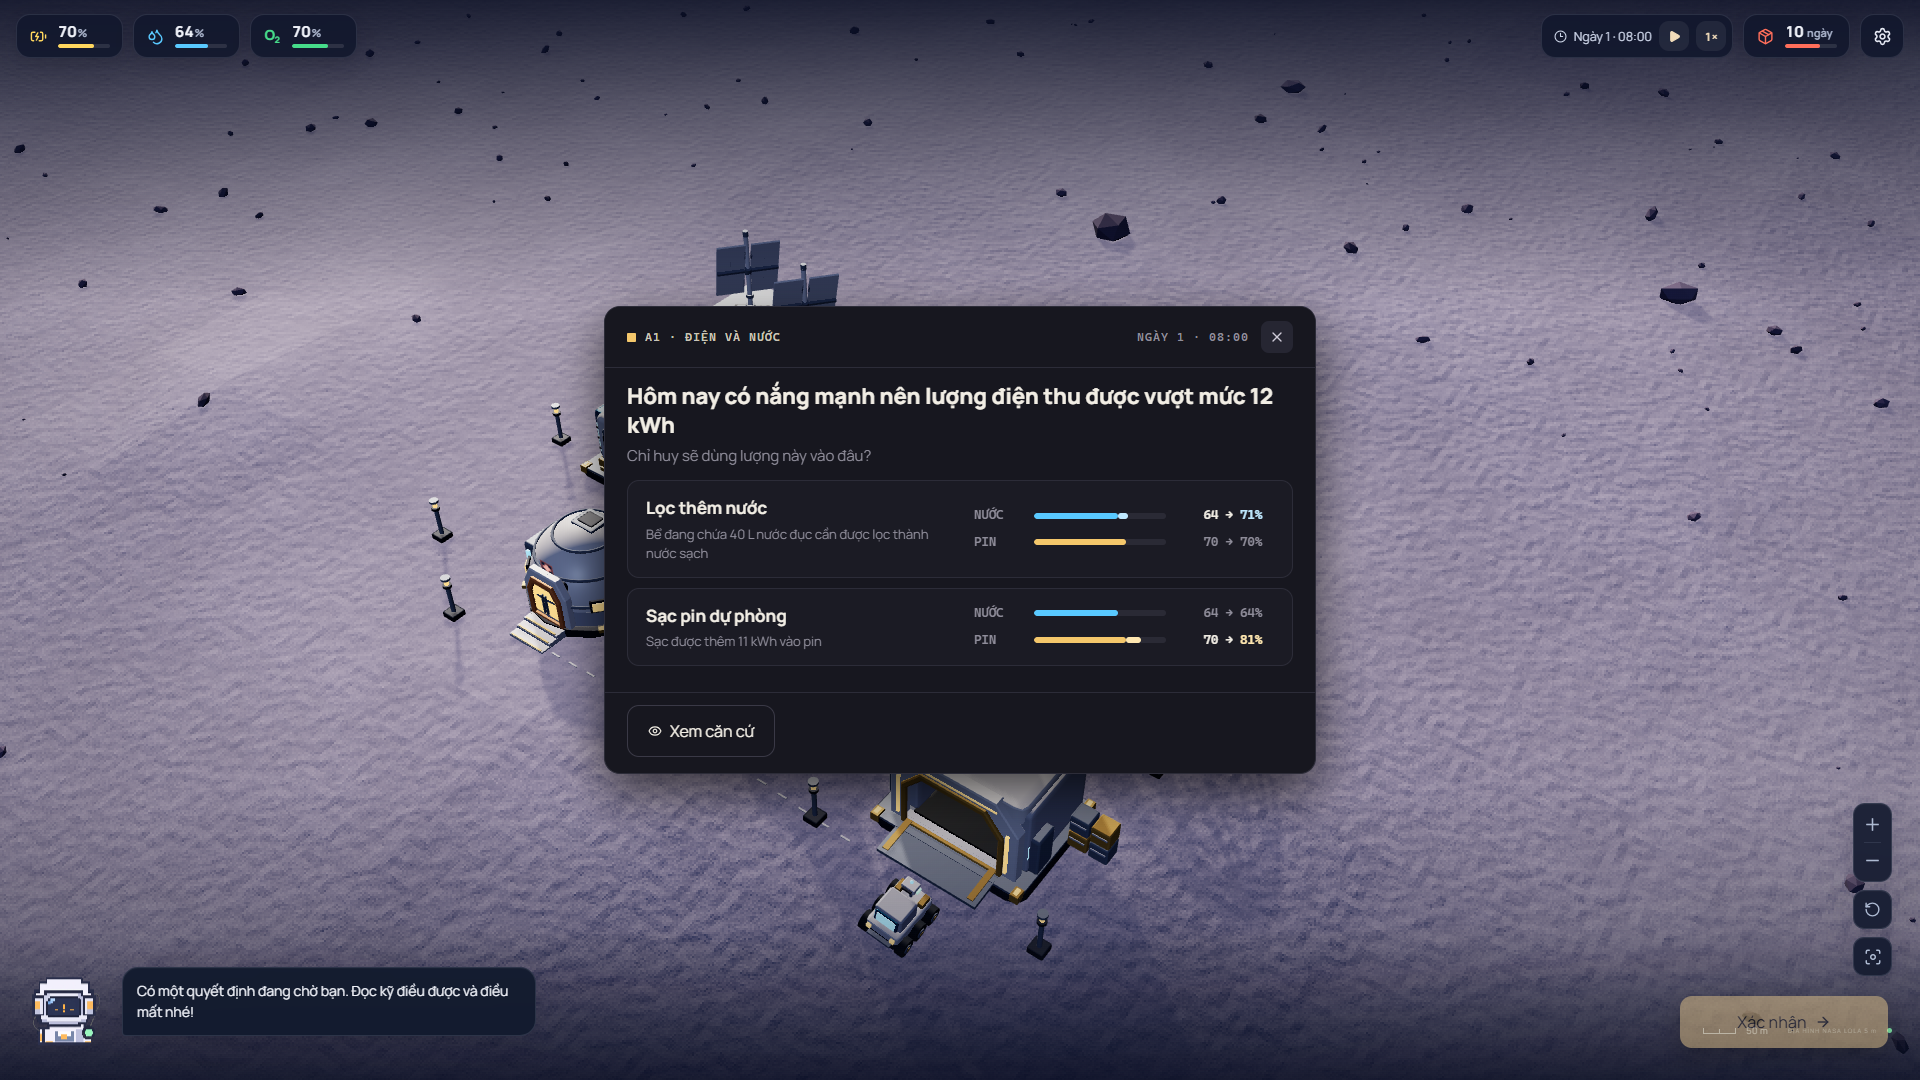 70%
64%
O₂ 70%
Ngày 1 · 08:00
1×
10 ngày
A1 · ĐIỆN VÀ NƯỚC
NGÀY 1 · 08:00
Hôm nay có nắng mạnh nên lượng điện thu được vượt mức 12
kWh
Chỉ huy sẽ dùng lượng này vào đâu?
Lọc thêm nước
Bể đang chứa 40 L nước đục cần được lọc thành
nước sạch
NƯỚC 64 → 71%
PIN 70 → 70%
Sạc pin dự phòng
Sạc được thêm 11 kWh vào pin
NƯỚC 64 → 64%
PIN 70 → 81%
Xem căn cứ
Có một quyết định đang chờ bạn. Đọc kỹ điều được và điều
mất nhé!
Xác nhận →
50 m